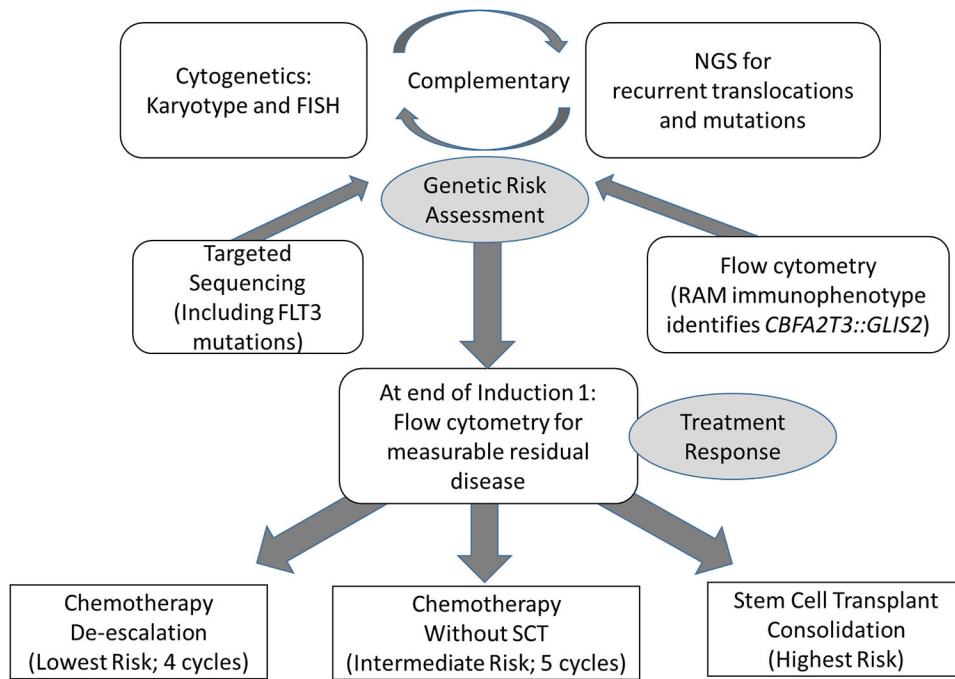 Cytogenetics:
Karyotype and FISH
Complementary
NGS for
recurrent translocations
and mutations
Genetic Risk
Assessment
Targeted
Sequencing
(Including FLT3
mutations)
Flow cytometry
(RAM immunophenotype
identifies CBFA2T3::GLIS2)
At end of Induction 1:
Flow cytometry for
measurable residual
disease
Treatment
Response
Chemotherapy
De-escalation
(Lowest Risk; 4 cycles)
Chemotherapy
Without SCT
(Intermediate Risk; 5 cycles)
Stem Cell Transplant
Consolidation
(Highest Risk)